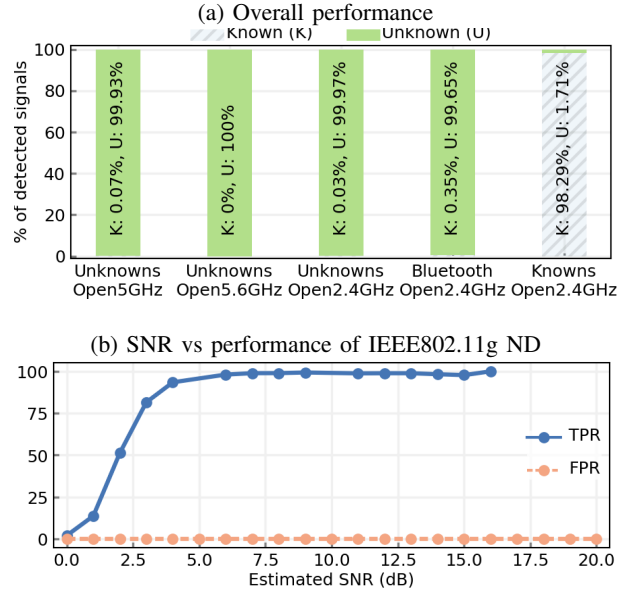 (a) Overall performance
Known (K) Unknown (U)
% of detected signals
100
80
60
40
20
0
K: 0.07%, U: 99.93%
K: 0%, U: 100%
K: 0.03%, U: 99.97%
K: 0.35%, U: 99.65%
K: 98.29%, U: 1.71%
Unknowns Unknowns Unknowns Bluetooth Knowns
Open5GHz Open5.6GHz Open2.4GHz Open2.4GHz Open2.4GHz
(b) SNR vs performance of IEEE802.11g ND
100
75
50
25
0
TPR
FPR
0.0 2.5 5.0 7.5 10.0 12.5 15.0 17.5 20.0
Estimated SNR (dB)